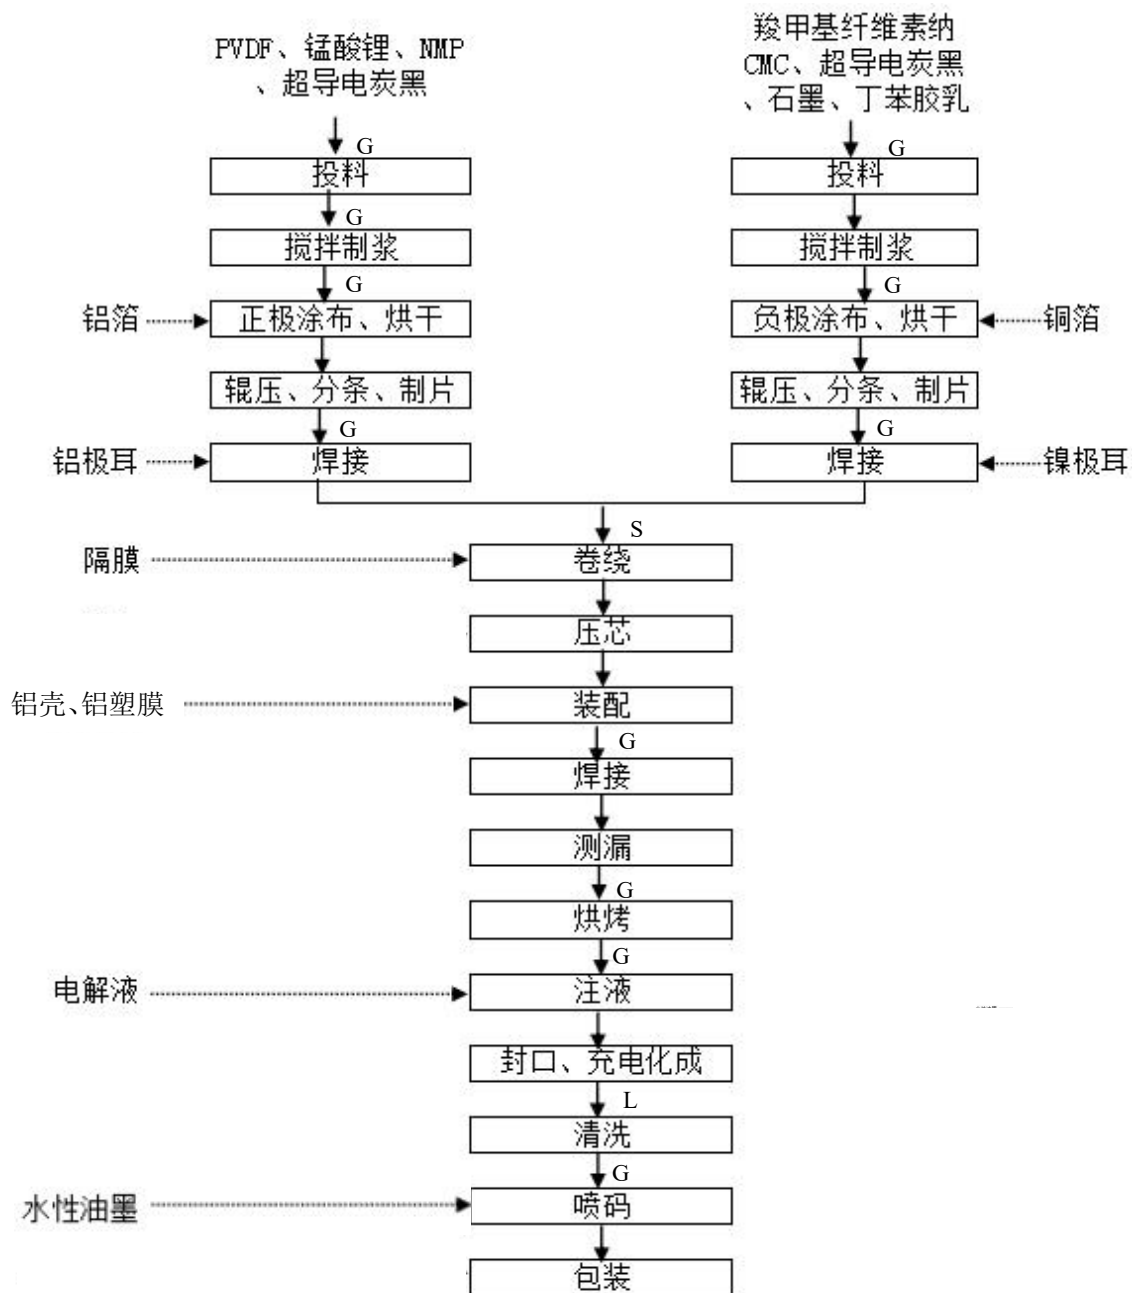 PVDF、锰酸锂、NMP
、超导电炭黑
羧甲基纤维素纳
CMC、超导电炭黑
、石墨、丁苯胶乳
G
G
投料
投料
G
搅拌制浆
搅拌制浆
G
G
铝箔
正极涂布、烘干
负极涂布、烘干
铜箔
辊压、分条、制片
辊压、分条、制片
G
G
铝极耳
焊接
焊接
镍极耳
S
隔膜
卷绕
压芯
铝壳、铝塑膜
装配
G
焊接
测漏
G
烘烤
G
电解液
注液
封口、充电化成
L
清洗
G
水性油墨
喷码
包装